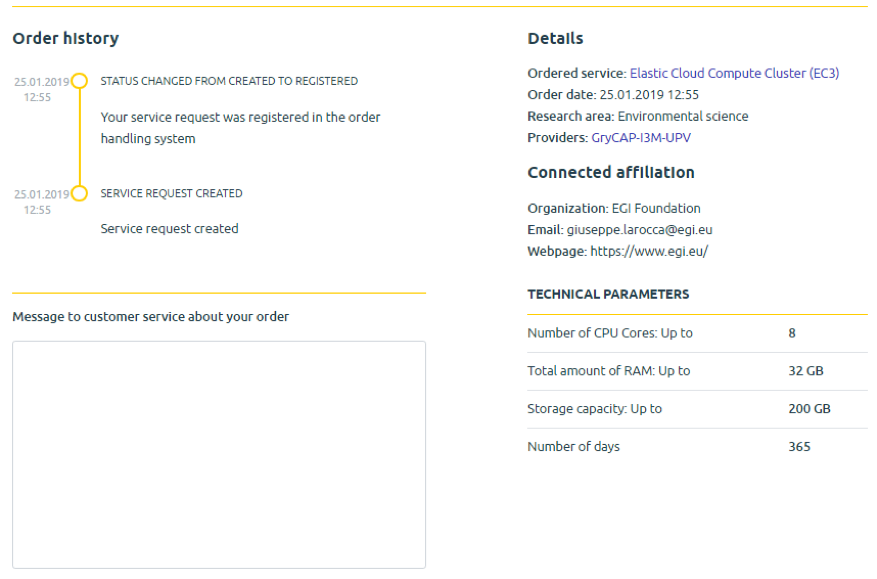 Order history
25.01.2019
12:55
STATUS CHANGED FROM CREATED TO REGISTERED
Your service request was registered in the order
handling system
25.01.2019
12:55
SERVICE REQUEST CREATED
Service request created
Message to customer service about your order
Details
Ordered service: Elastic Cloud Compute Cluster (EC3)
Order date: 25.01.2019 12:55
Research area: Environmental science
Providers: GryCAP-I3M-UPV
Connected affiliation
Organization: EGI Foundation
Email: giuseppe.larocca@egi.eu
Webpage: https://www.egi.eu/
TECHNICAL PARAMETERS
Number of CPU Cores: Up to 8
Total amount of RAM: Up to 32 GB
Storage capacity: Up to 200 GB
Number of days 365